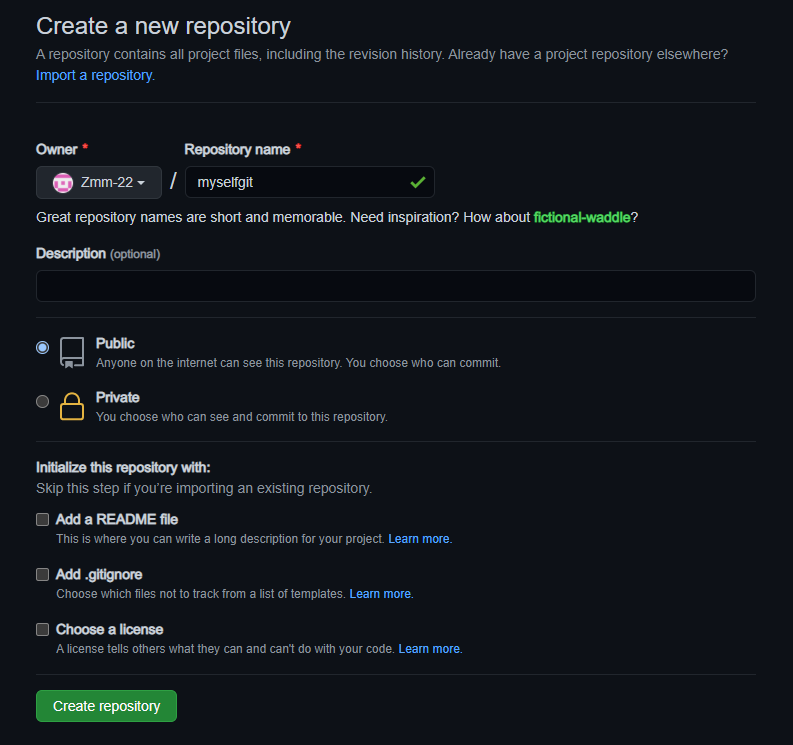 Create a new repository
A repository contains all project files, including the revision history. Already have a project repository elsewhere?
Import a repository.
Owner * Repository name *
Zmm-22 / myselfgit
Great repository names are short and memorable. Need inspiration? How about fictional-waddle?
Description (optional)
Public
Anyone on the internet can see this repository. You choose who can commit.
Private
You choose who can see and commit to this repository.
Initialize this repository with:
Skip this step if you're importing an existing repository.
Add a README file
This is where you can write a long description for your project. Learn more.
Add .gitignore
Choose which files not to track from a list of templates. Learn more.
Choose a license
A license tells others what they can and can't do with your code. Learn more.
Create repository